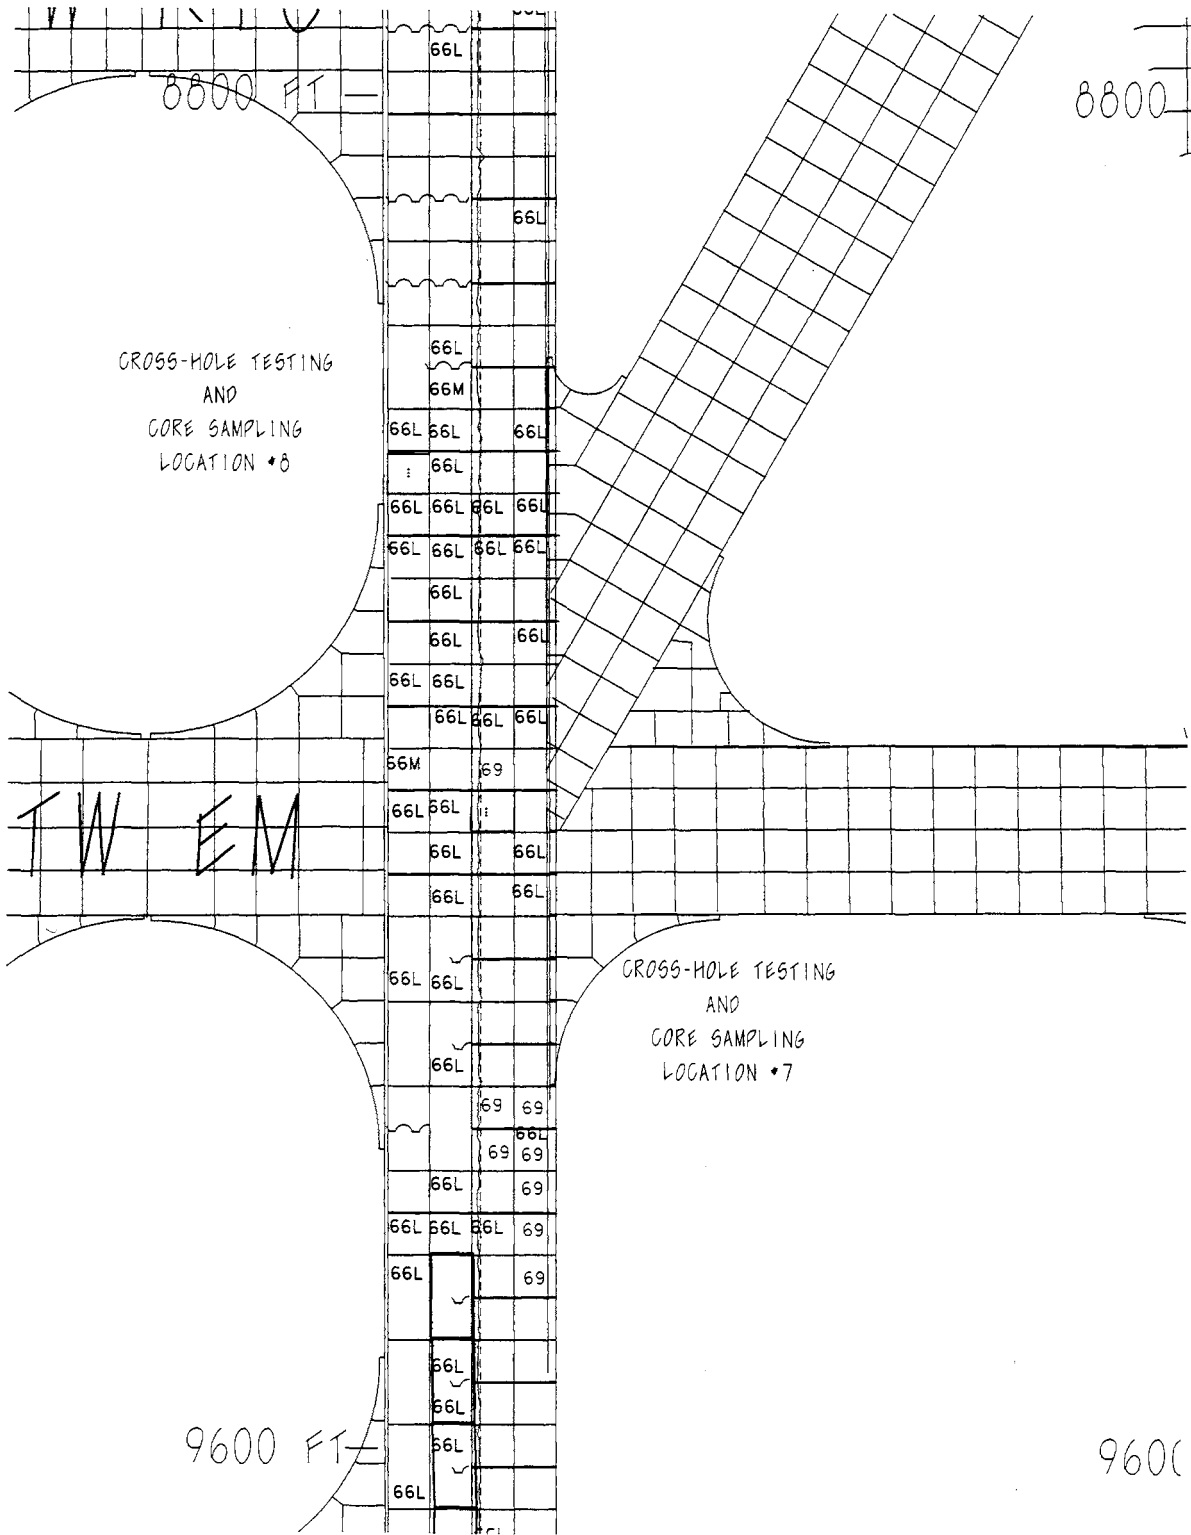 66L
8800 FT
8800
66L
66L
CROSS-HOLE TESTING
AND
CORE SAMPLING
LOCATION #8
66M
66L 66L 66L
66L
66L 66L 66L 66L
66L 66L 66L 66L
66L
66L 66L
66L 66L
66L 66L 66L
66M 69
66L 66L
TW EM
66L 66L
66L 66L
CROSS-HOLE TESTING
AND
CORE SAMPLING
LOCATION #7
66L 66L
66L
69 69
66L
69 69
66L 69
66L 66L 66L 69
66L 69
66L
66L
9600 FT
66L
66L